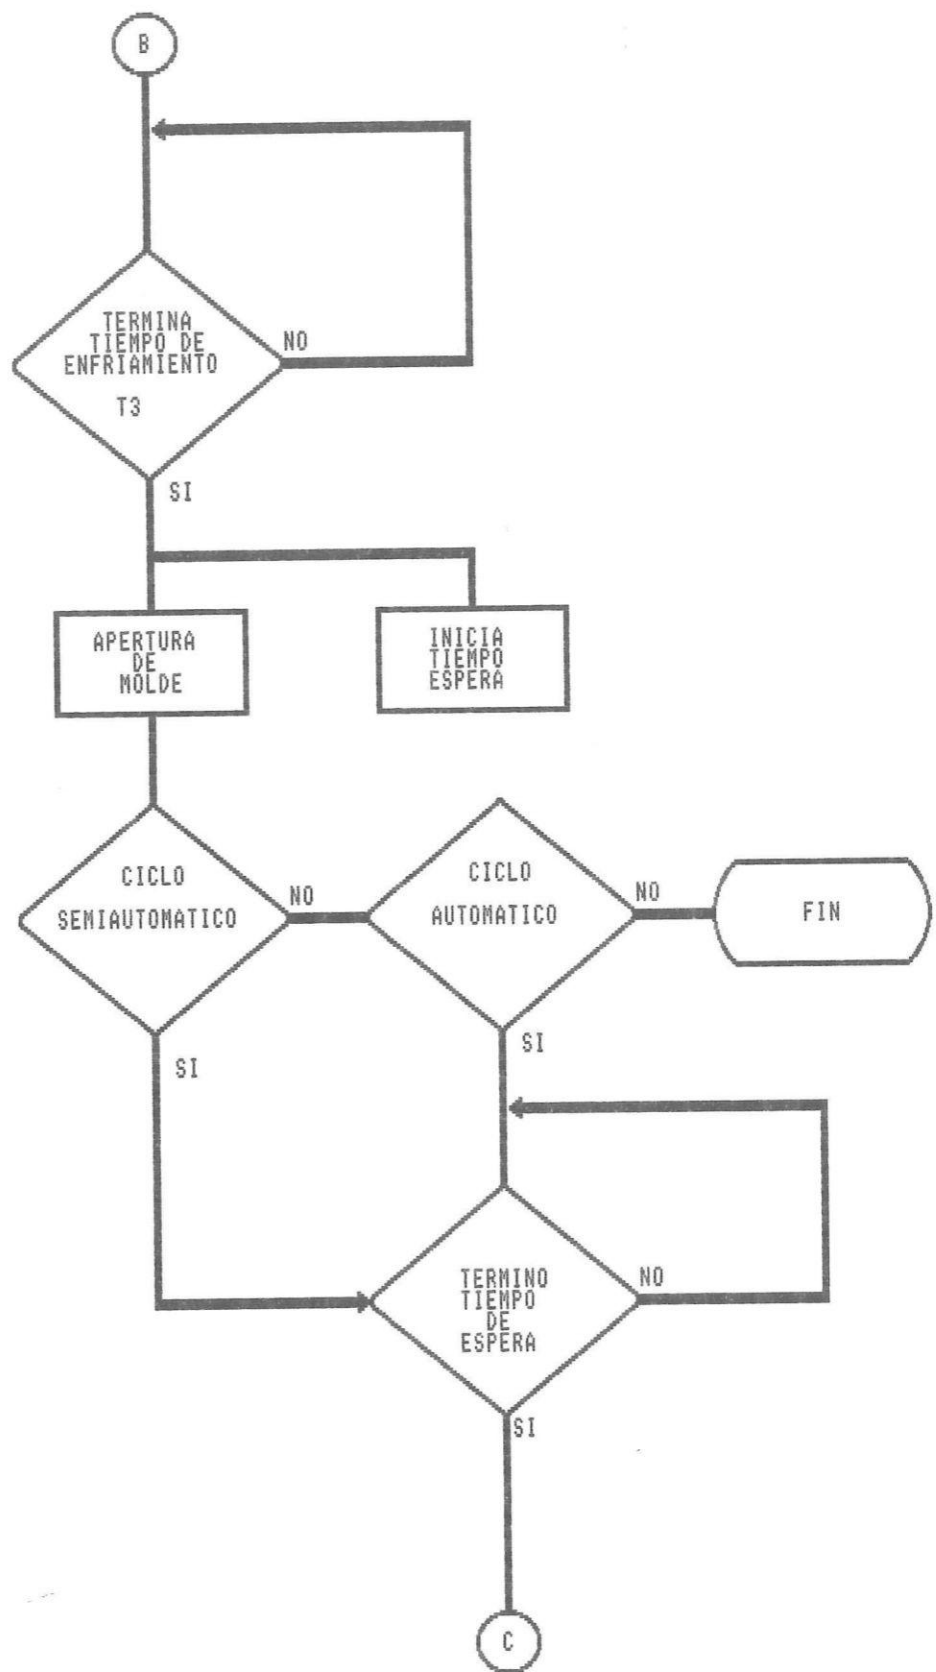 B
TERMINA
TIEMPO DE
ENFRIAMIENTO
T3
NO
SI
APERTURA
DE
MOLDE
INICIA
TIEMPO
ESPERA
CICLO
SEMIAUTOMATICO
NO
CICLO
AUTOMATICO
NO
FIN
SI
SI
TERMINO
TIEMPO
DE
ESPERA
NO
SI
C